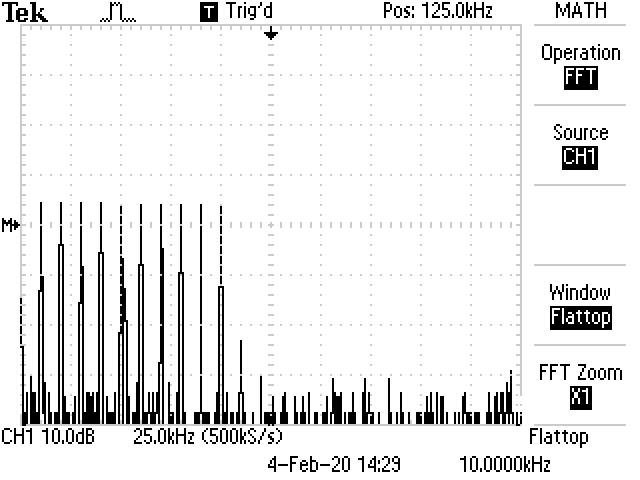 Tek T Trig'd Pos: 125.0kHz MATH
Operation
FFT
Source
CH1
M
Window
Flattop
FFT Zoom
X1
CH1 10.0dB 25.0kHz (500kS/s) Flattop
4-Feb-20 14:29 10.0000kHz